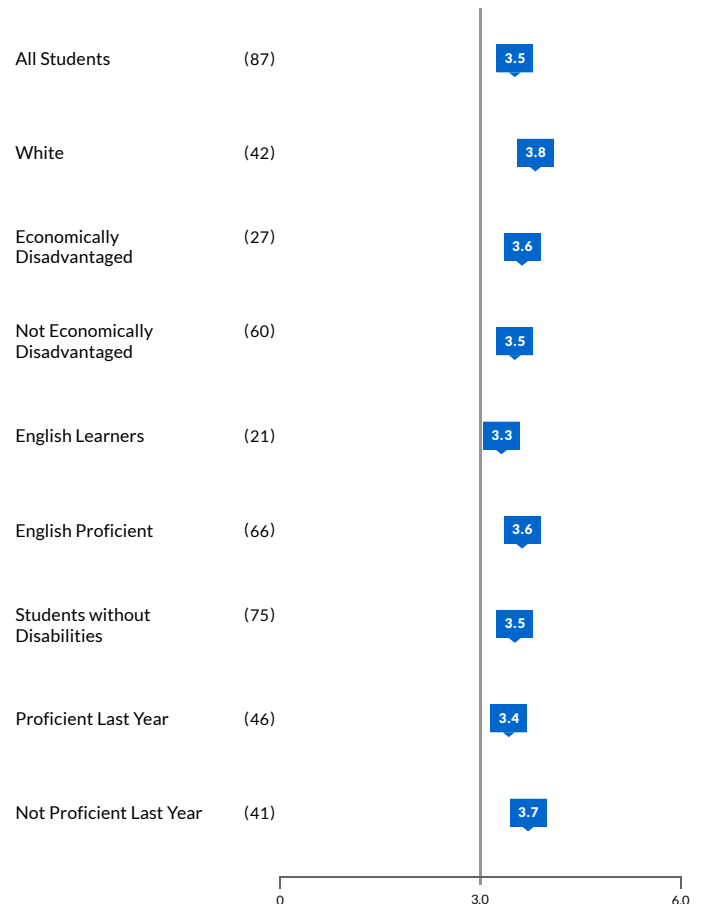 All Students (87) 3.5
White (42) 3.8
Economically (27)
Disadvantaged 3.6
Not Economically (60)
Disadvantaged 3.5
English Learners (21) 3.3
English Proficient (66) 3.6
Students without (75)
Disabilities 3.5
Proficient Last Year (46) 3.4
Not Proficient Last Year (41) 3.7
0 3.0 6.0